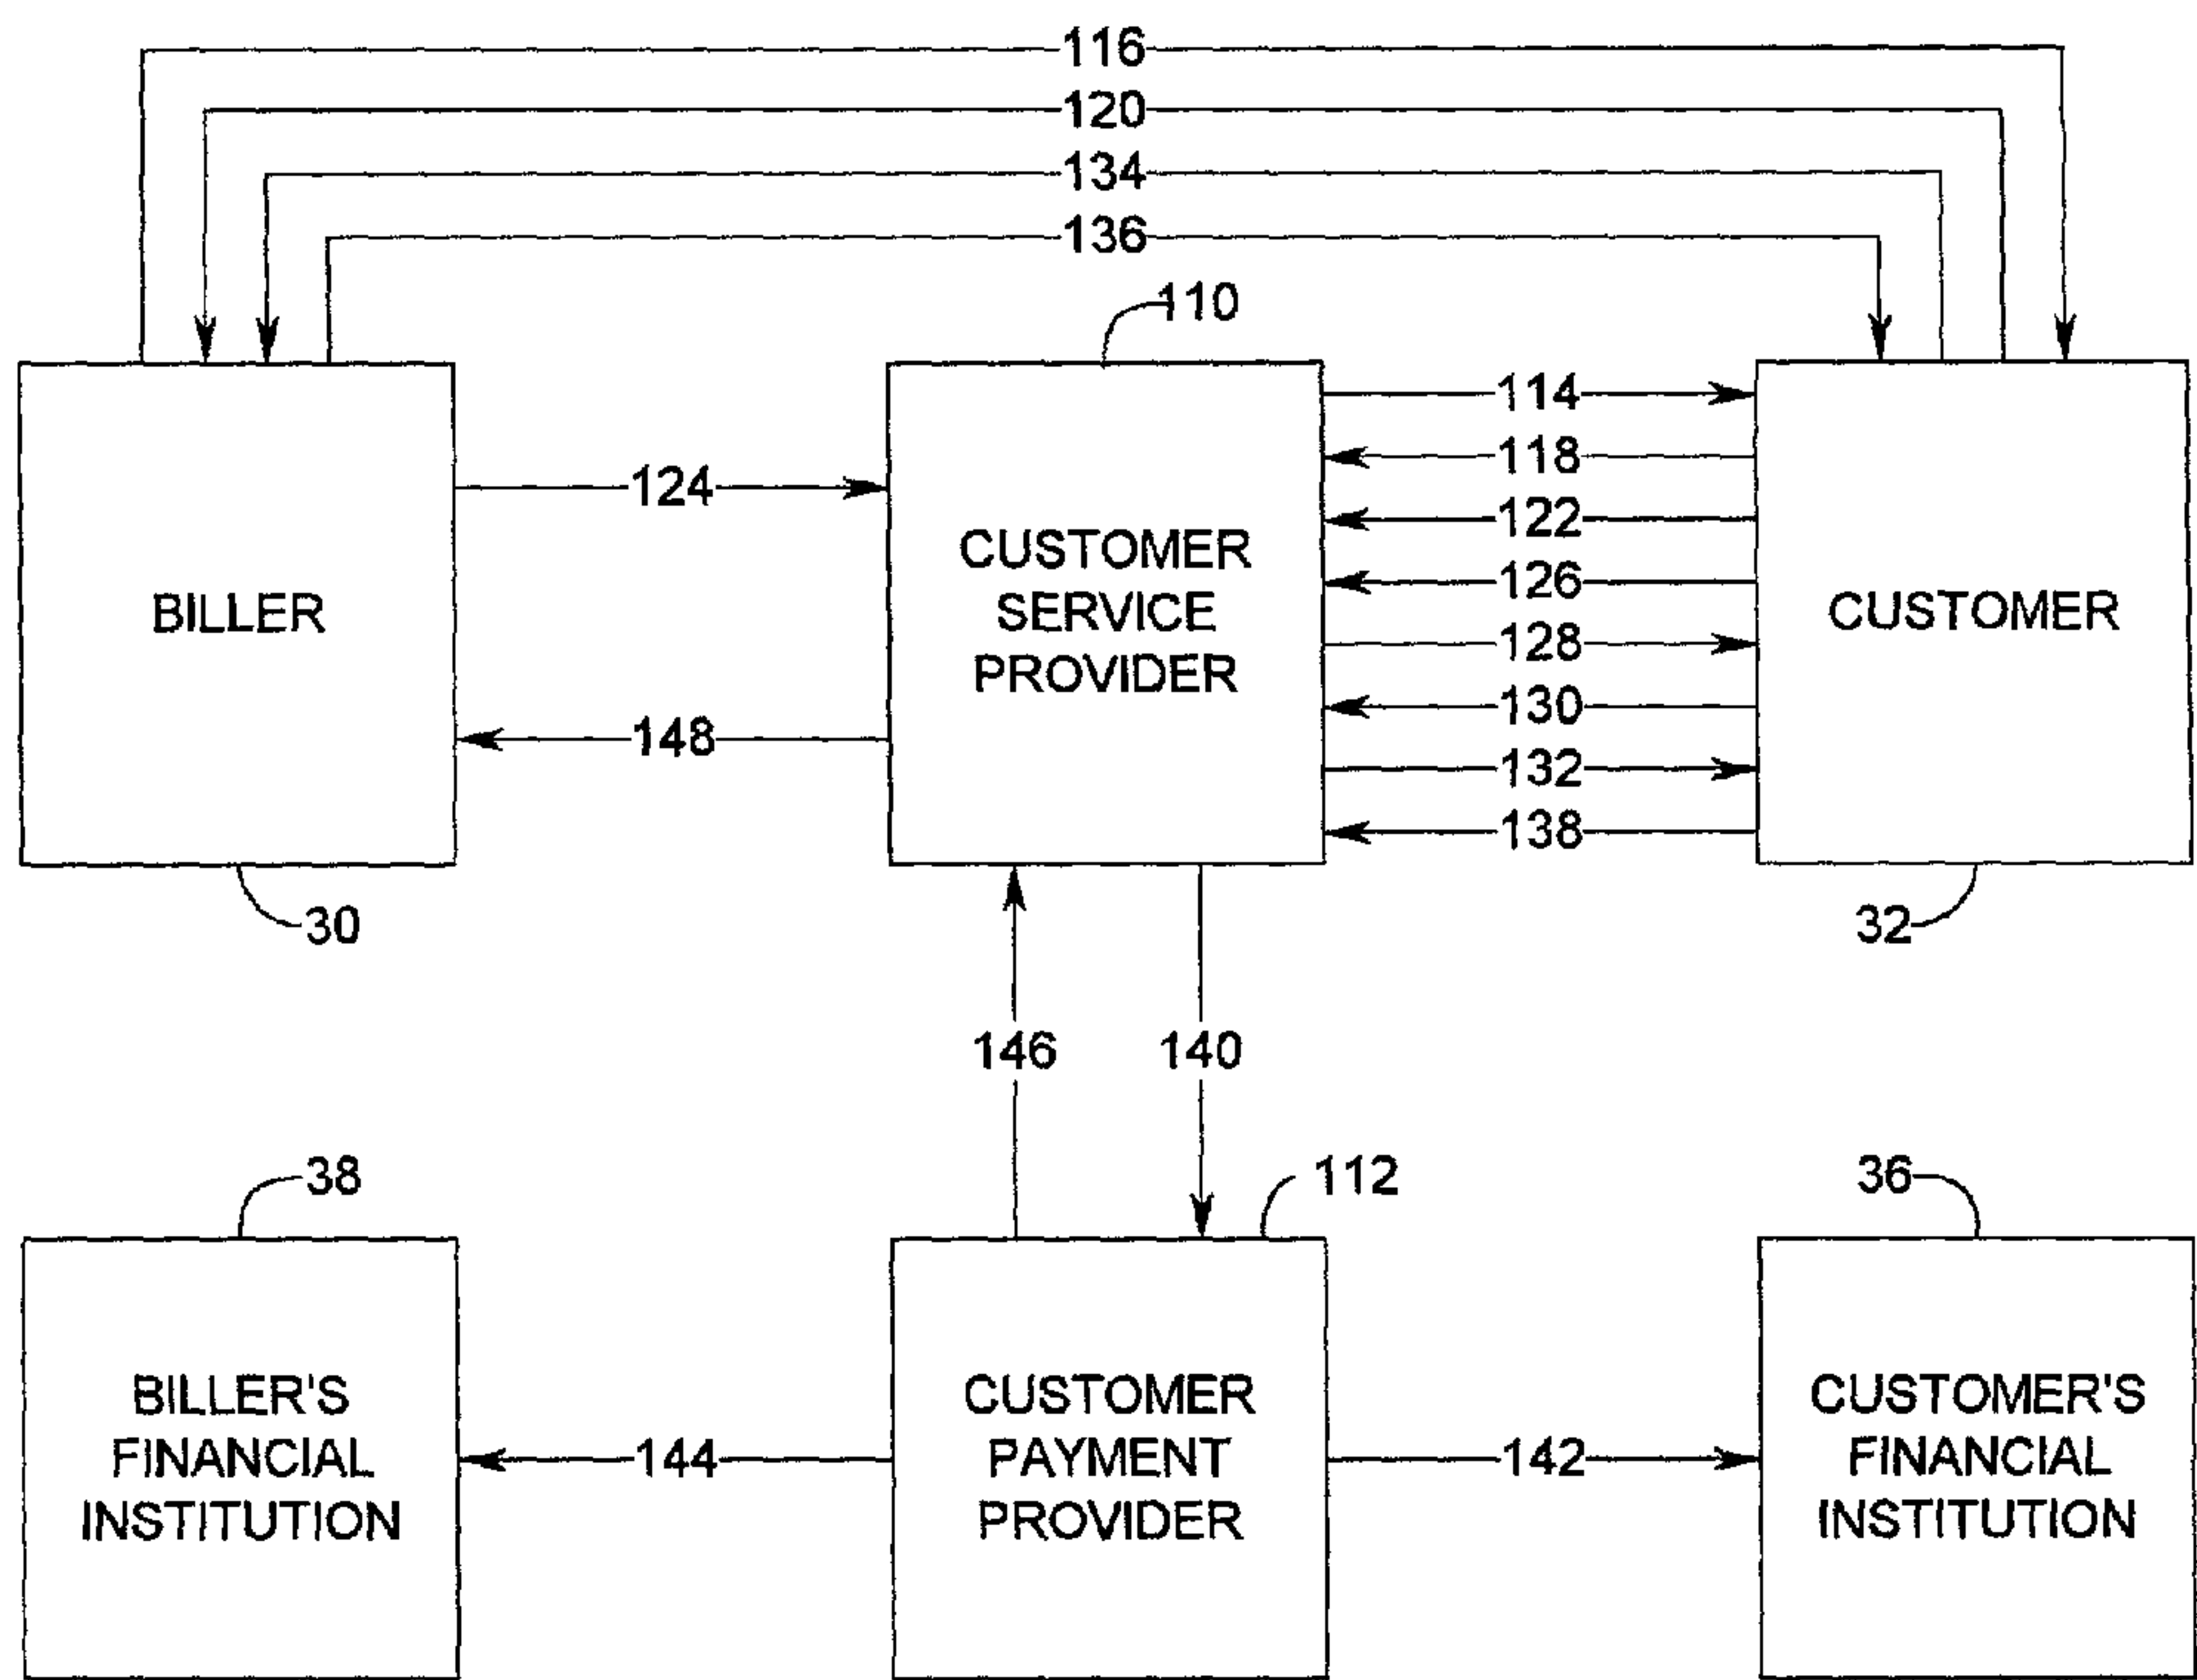 116
120
134
136
110
114
118
124
122
126
128
130
148
132
138
BILLER
CUSTOMER
SERVICE
PROVIDER
CUSTOMER
30
32
146
140
38
112
36
BILLER'S
FINANCIAL
INSTITUTION
144
CUSTOMER
PAYMENT
PROVIDER
142
CUSTOMER'S
FINANCIAL
INSTITUTION